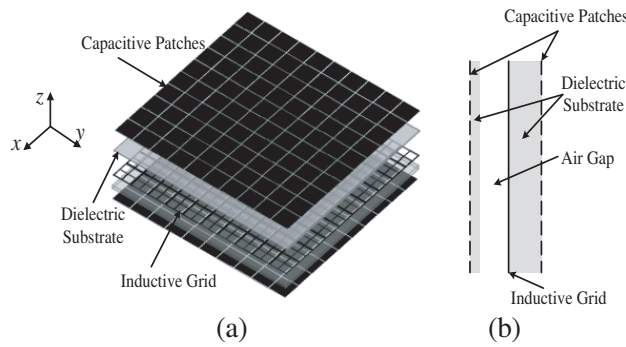 Capacitive Patches
z
x
y
Dielectric
Substrate
Inductive Grid
(a)
Capacitive
Patches
Dielectric
Substrate
Air Gap
Inductive Grid
(b)